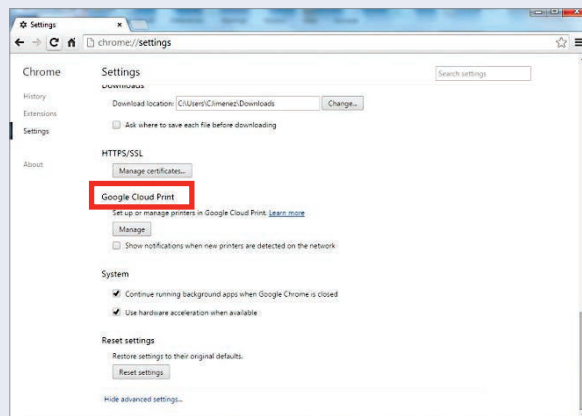 Settings
chrome://settings
Chrome
Settings
Search settings
History
Extensions
Settings
About
Downloads
Download location: C:\Users\CJimenez\Downloads
Change...
Ask where to save each file before downloading
HTTPS/SSL
Manage certificates...
Google Cloud Print
Set up or manage printers in Google Cloud Print. Learn more
Manage
Show notifications when new printers are detected on the network
System
Continue running background apps when Google Chrome is closed
Use hardware acceleration when available
Reset settings
Restore settings to their original defaults.
Reset settings
Hide advanced settings...